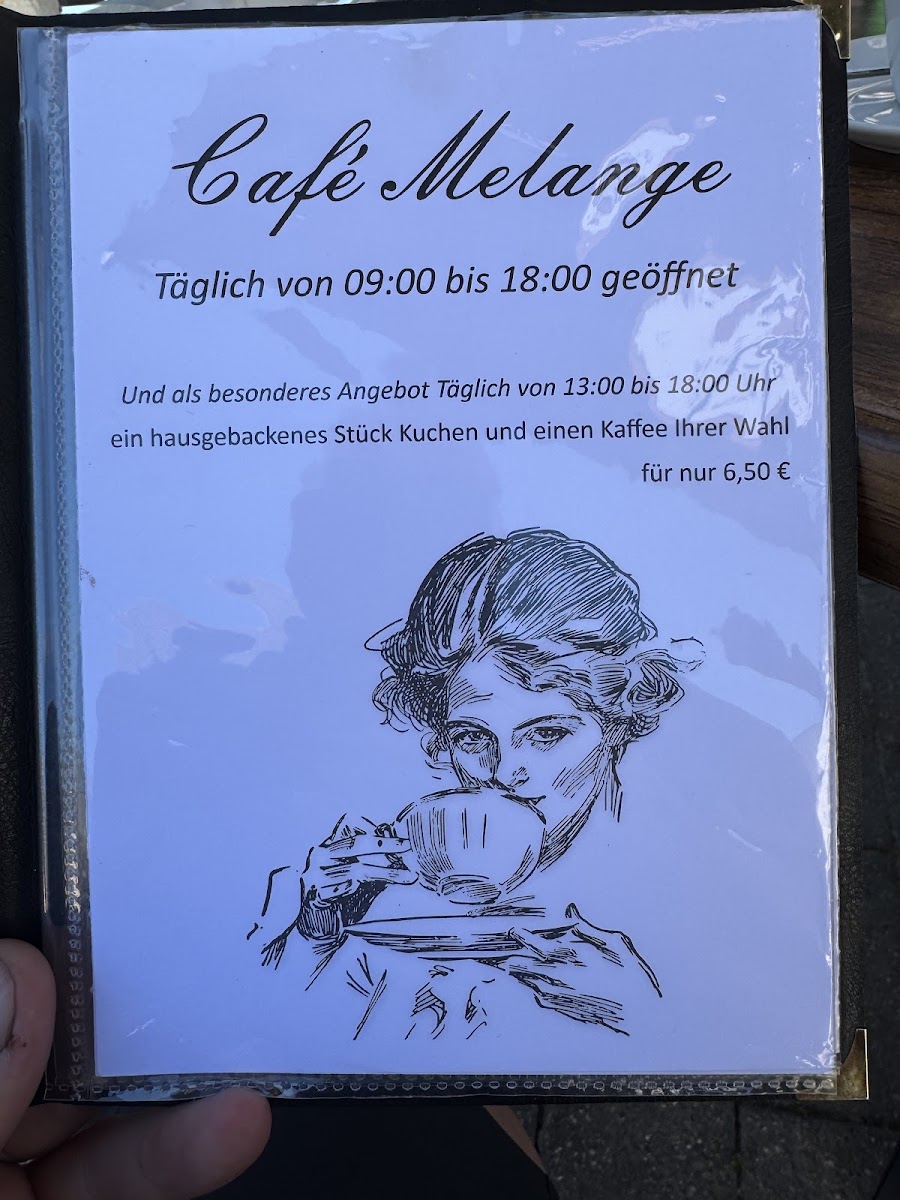 Café Melange
Täglich von 09:00 bis 18:00 geöffnet
Und als besonderes Angebot Täglich von 13:00 bis 18:00 Uhr
ein hausgebackenes Stück Kuchen und einen Kaffee Ihrer Wahl
für nur 6,50 €